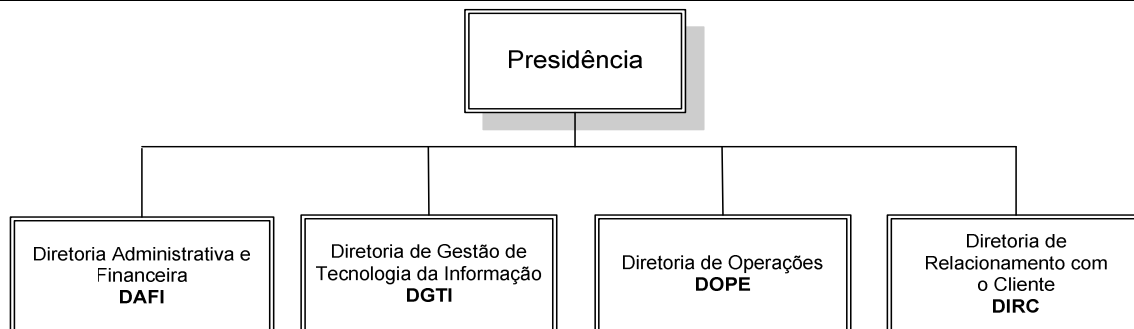 Presidência
Diretoria Administrativa e
Financeira
DAFI
Diretoria de Gestão de
Tecnologia da Informação
DGTI
Diretoria de Operações
DOPE
Diretoria de
Relacionamento com
o Cliente
DIRC